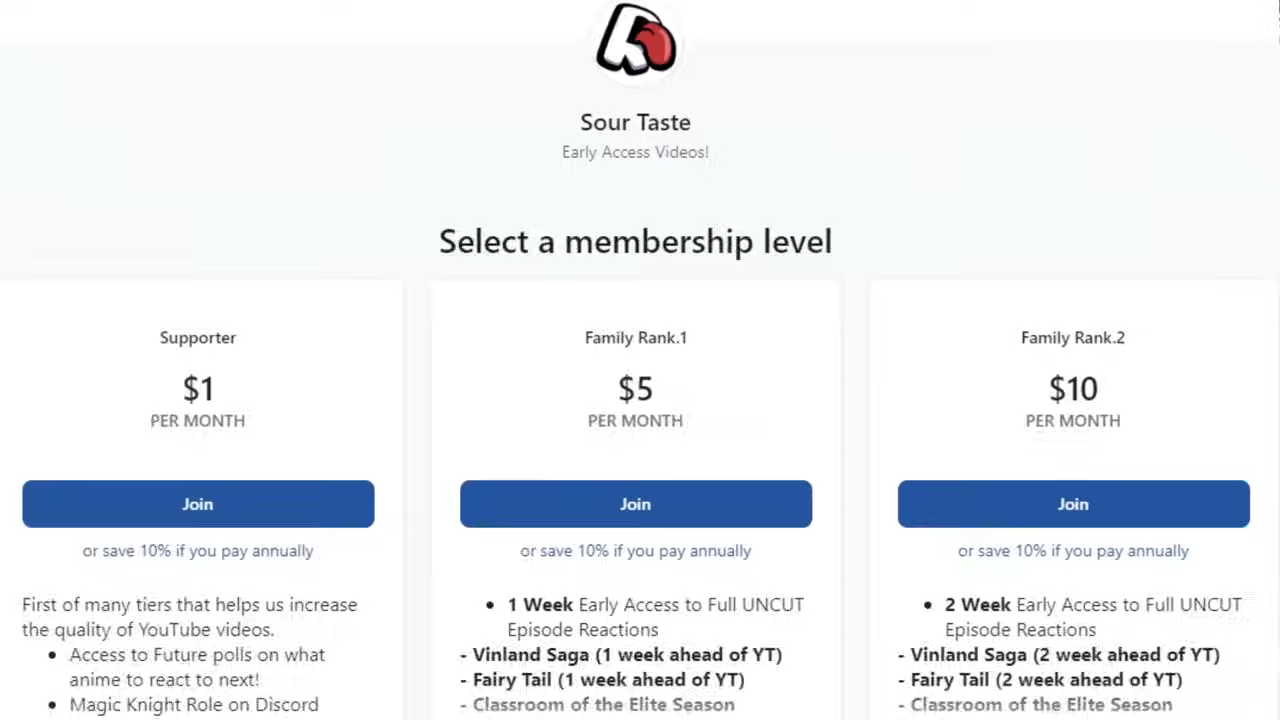 Sour Taste
Early Access Videos!
Select a membership level
Supporter
$1
PER MONTH
Join
or save 10% if you pay annually
First of many tiers that helps us increase
the quality of YouTube videos.
• Access to Future polls on what
anime to react to next!
• Magic Knight Role on Discord
Family Rank.1
$5
PER MONTH
Join
or save 10% if you pay annually
• 1 Week Early Access to Full UNCUT
Episode Reactions
- Vinland Saga (1 week ahead of YT)
- Fairy Tail (1 week ahead of YT)
- Classroom of the Elite Season
Family Rank.2
$10
PER MONTH
Join
or save 10% if you pay annually
• 2 Week Early Access to Full UNCUT
Episode Reactions
- Vinland Saga (2 week ahead of YT)
- Fairy Tail (2 week ahead of YT)
- Classroom of the Elite Season